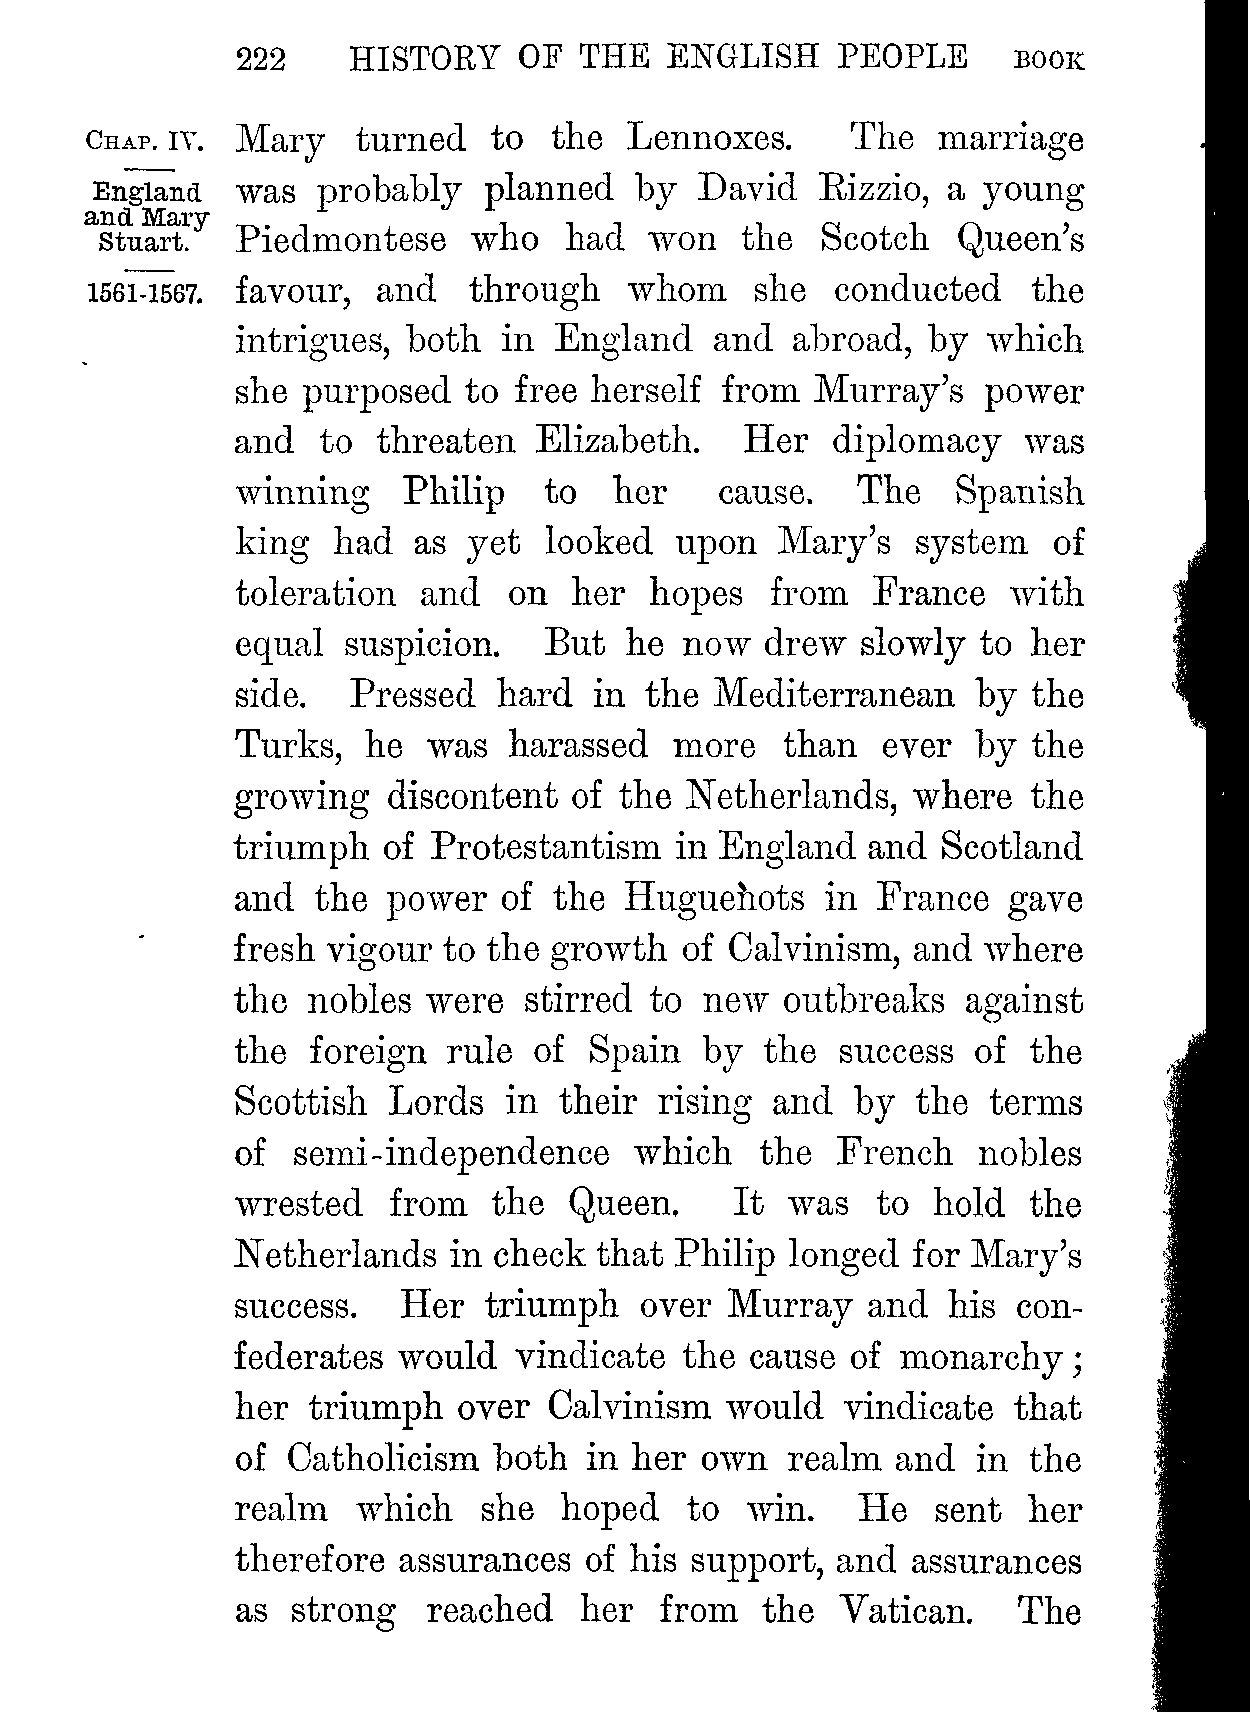 222 HISTORY OF THE ENGLISH PEOPLE BOOK
CHAP. IV.
England
and Mary
Stuart.
1561-1567.
Mary turned to the Lennoxes. The marriage
was probably planned by David Rizzio, a young
Piedmontese who had won the Scotch Queen's
favour, and through whom she conducted the
intrigues, both in England and abroad, by which
she purposed to free herself from Murray's power
and to threaten Elizabeth. Her diplomacy was
winning Philip to her cause. The Spanish
king had as yet looked upon Mary's system of
toleration and on her hopes from France with
equal suspicion. But he now drew slowly to her
side. Pressed hard in the Mediterranean by the
Turks, he was harassed more than ever by the
growing discontent of the Netherlands, where the
triumph of Protestantism in England and Scotland
and the power of the Huguenots in France gave
fresh vigour to the growth of Calvinism, and where
the nobles were stirred to new outbreaks against
the foreign rule of Spain by the success of the
Scottish Lords in their rising and by the terms
of semi-independence which the French nobles
wrested from the Queen. It was to hold the
Netherlands in check that Philip longed for Mary's
success. Her triumph over Murray and his con-
federates would vindicate the cause of monarchy;
her triumph over Calvinism would vindicate that
of Catholicism both in her own realm and in the
realm which she hoped to win. He sent her
therefore assurances of his support, and assurances
as strong reached her from the Vatican. The